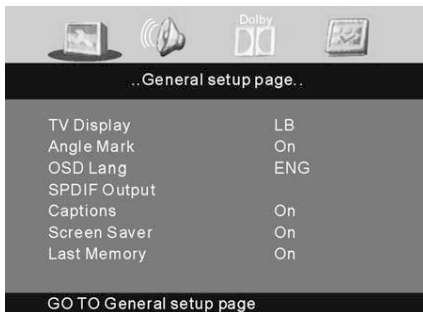 Dolby
..General setup page..
TV Display LB
Angle Mark On
OSD Lang ENG
SPDIF Output
Captions On
Screen Saver On
Last Memory On
GO TO General setup page